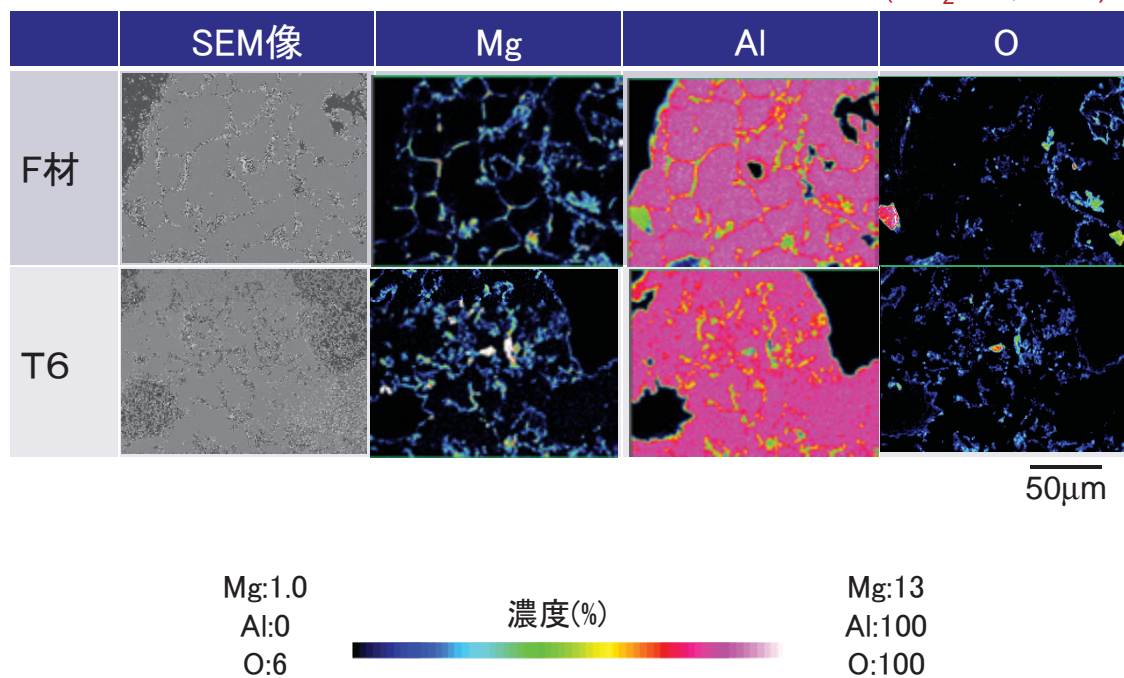 SEM像 Mg Al O
F材
T6
50μm
Mg:1.0
Al:0
O:6
濃度(%)
Mg:13
Al:100
O:100